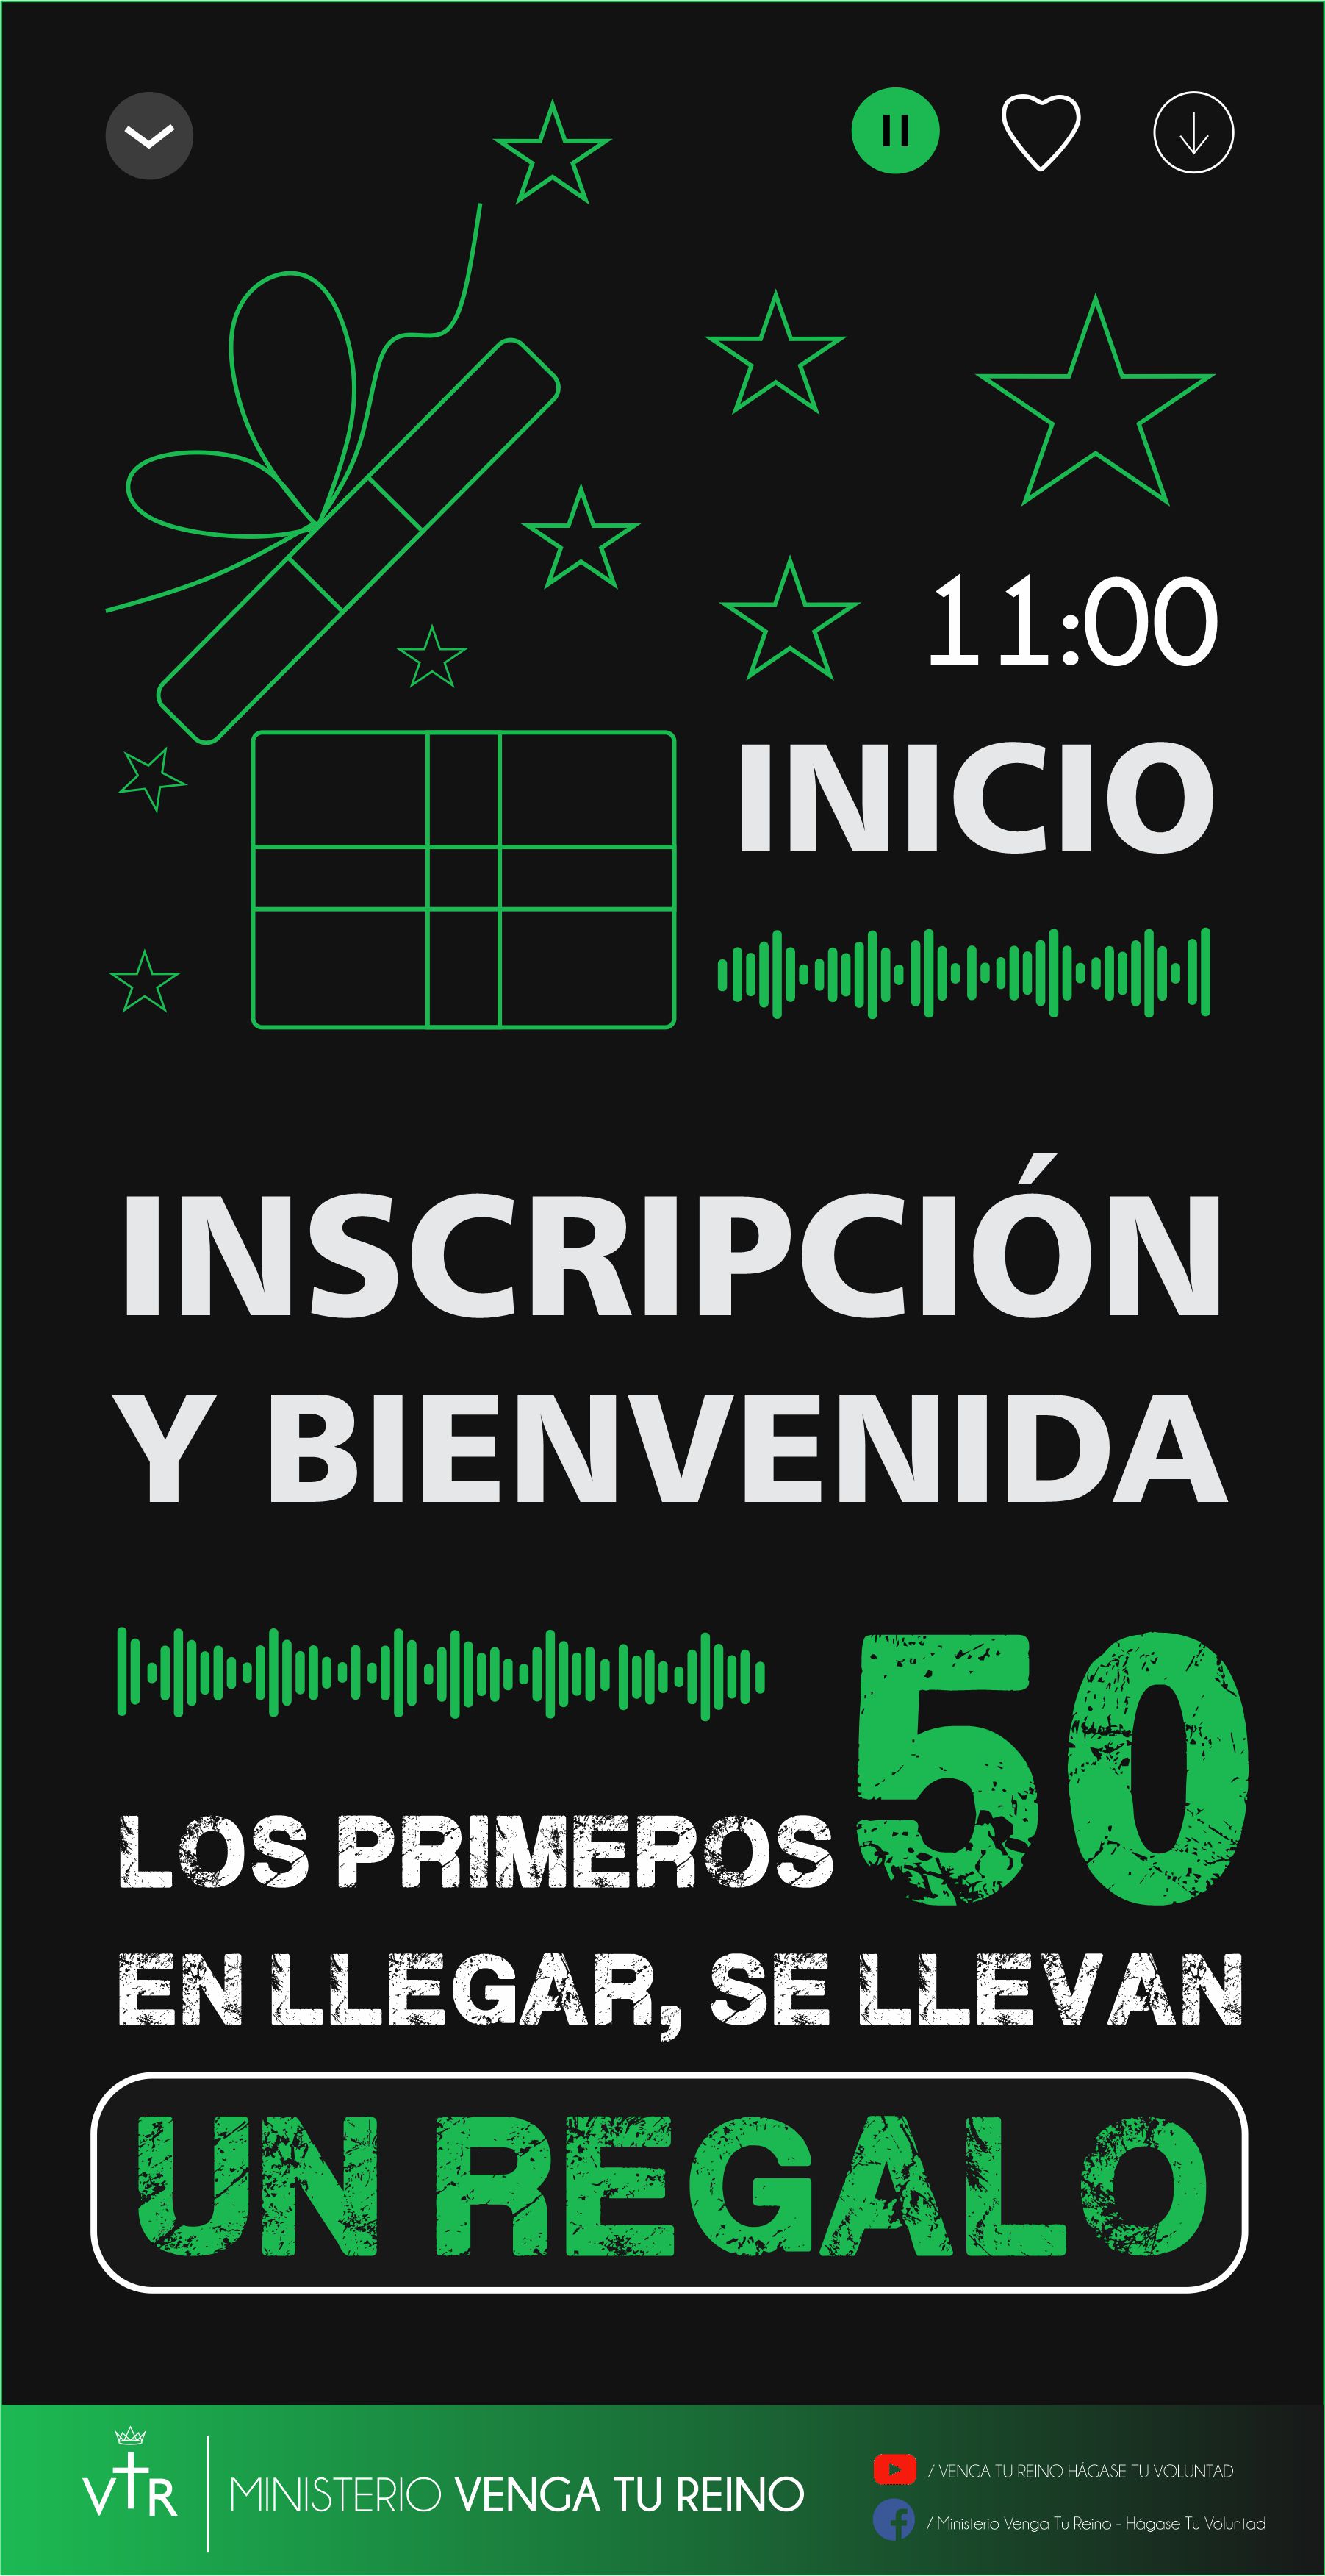 11:00
INICIO
INSCRIPCIÓN
Y BIENVENIDA
LOS PRIMEROS 50
EN LLEGAR, SE LLEVAN
UN REGALO
VTR
MINISTERIO VENGA TU REINO
/ VENGA TU REINO HÁGASE TU VOLUNTAD
/ Ministerio Venga Tu Reino - Hágase Tu Voluntad